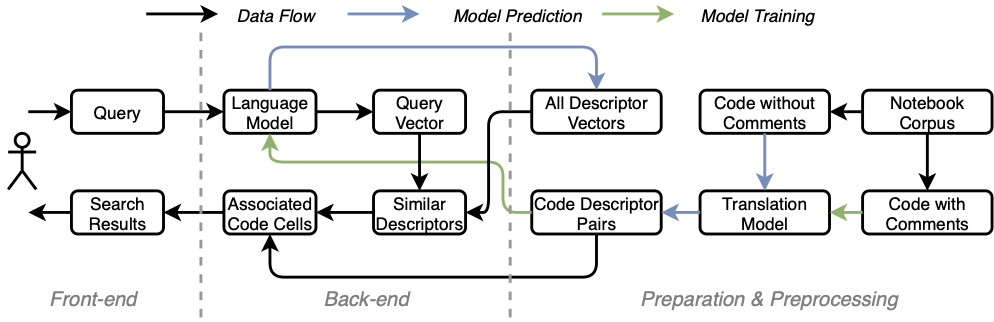 Data Flow
Model Prediction
Model Training
Query
Language
Model
Query
Vector
All Descriptor
Vectors
Code without
Comments
Notebook
Corpus
Search
Results
Associated
Code Cells
Similar
Descriptors
Code Descriptor
Pairs
Translation
Model
Code with
Comments
Front-end
Back-end
Preparation & Preprocessing